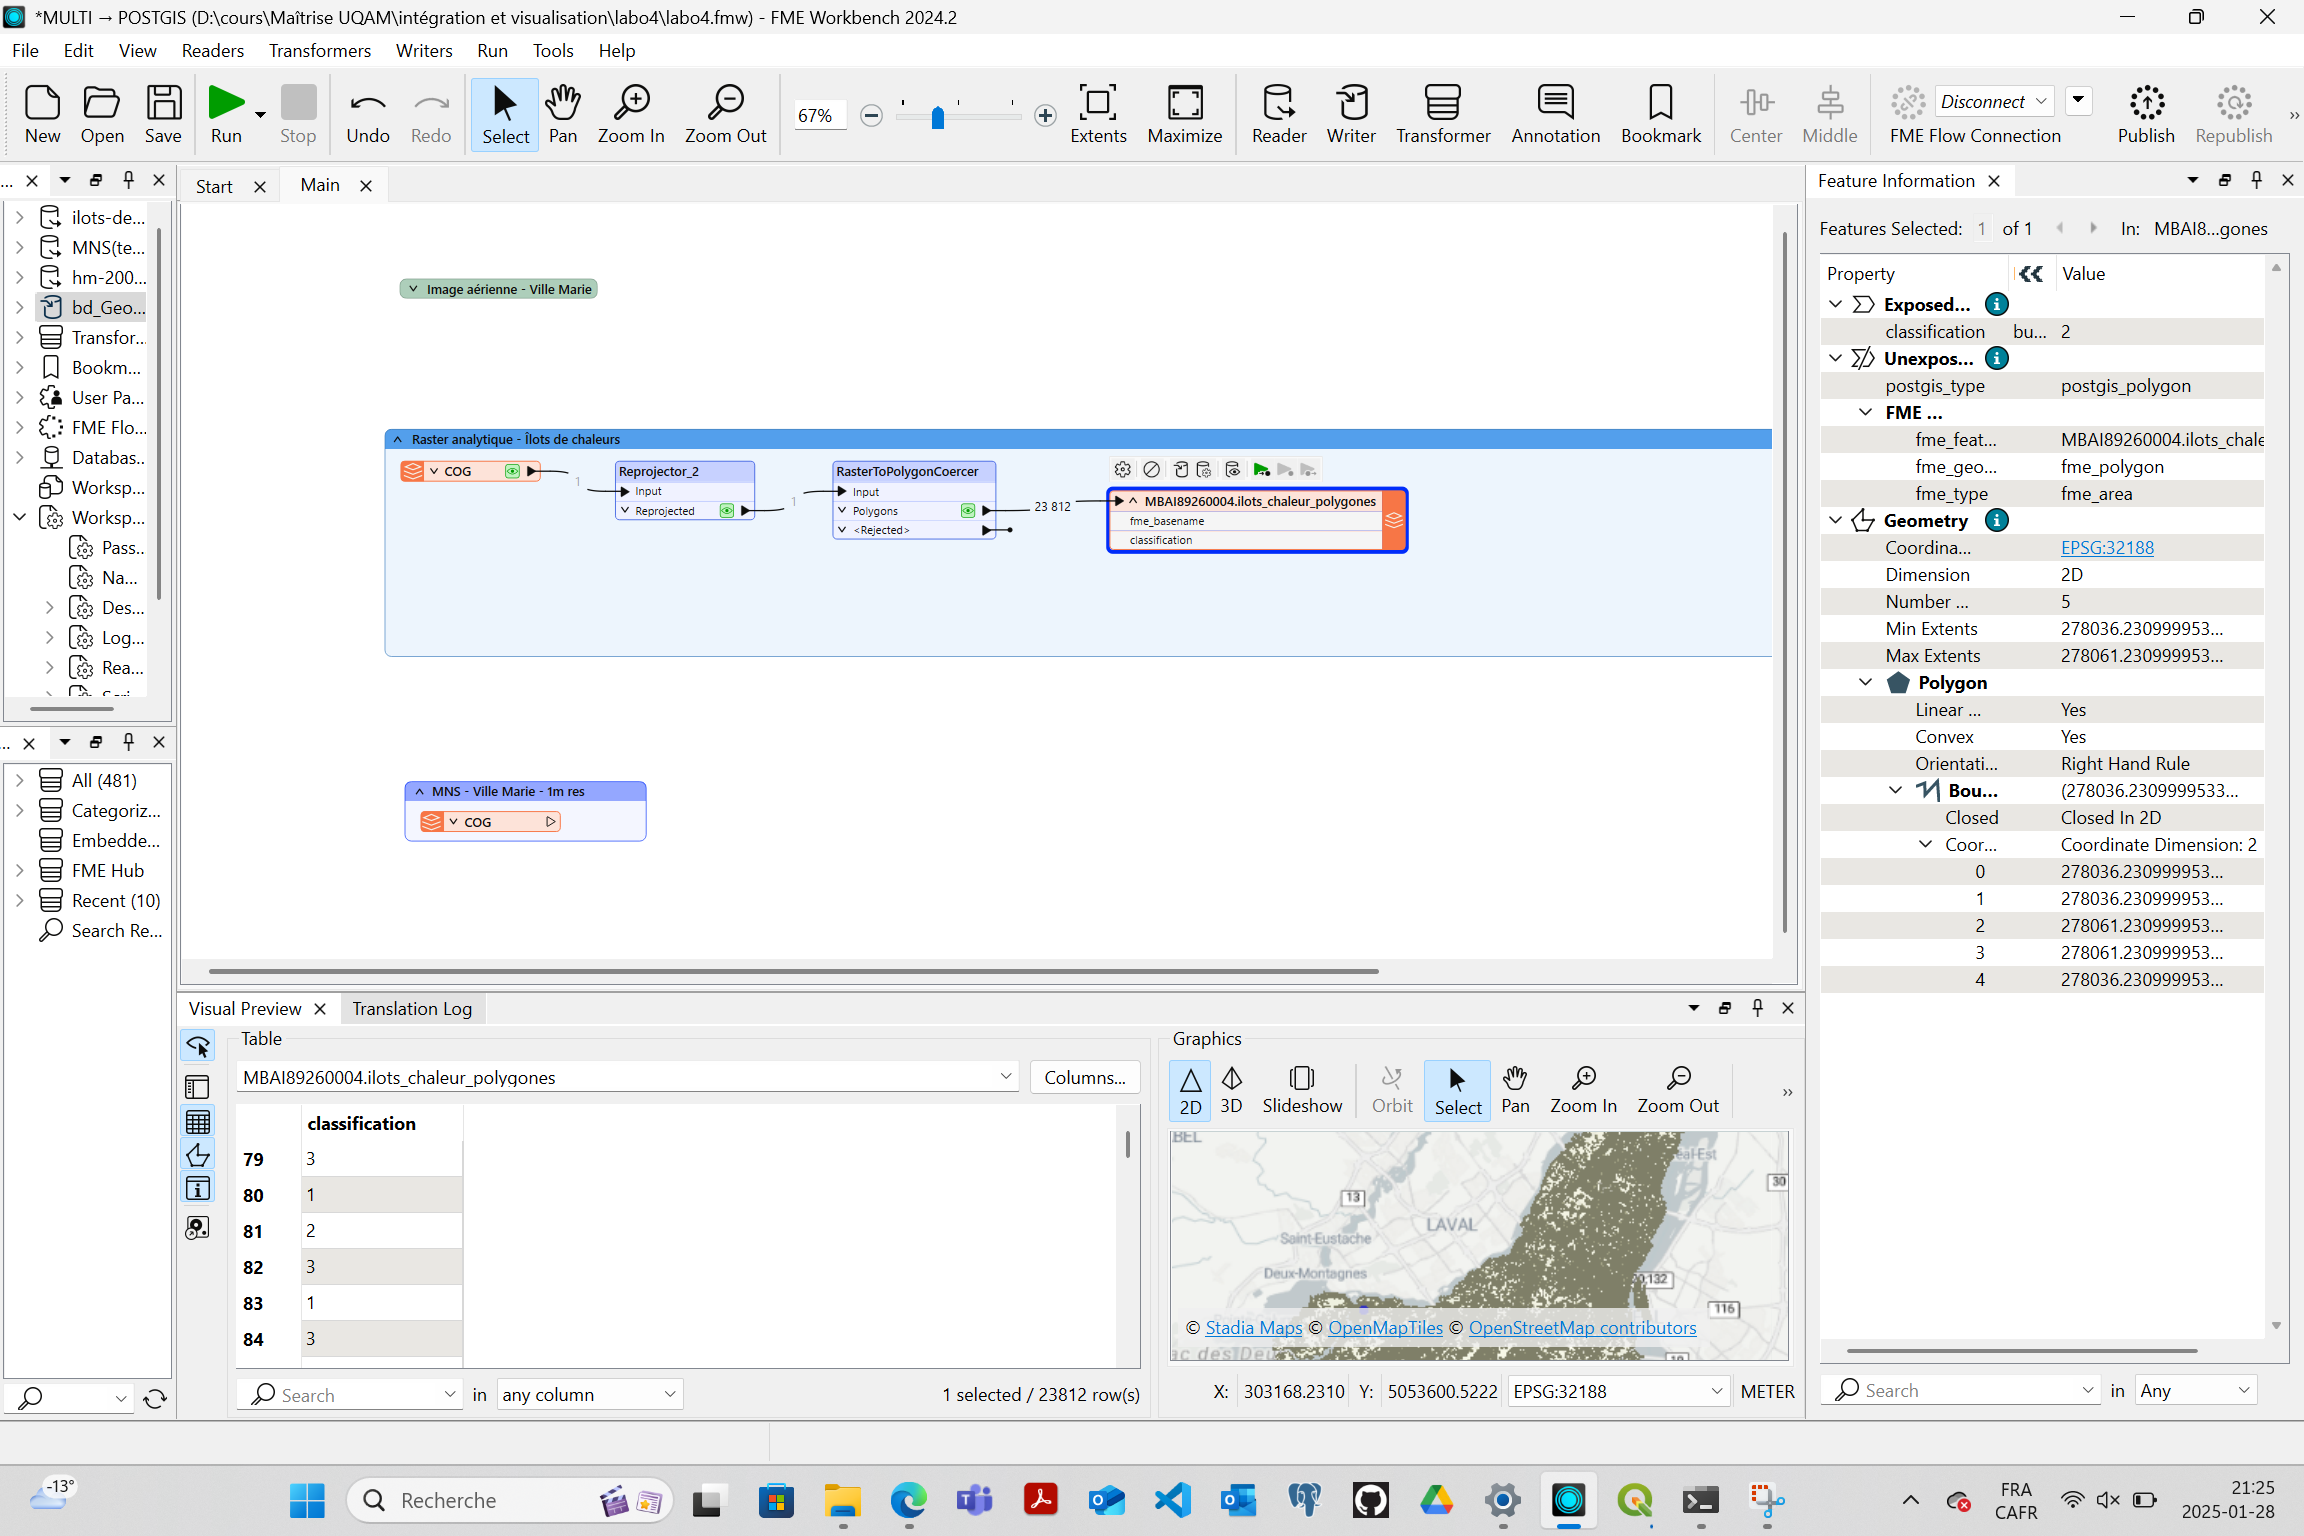 *MULTI → POSTGIS (D:\cours\Maîtrise UQAM\intégration et visualisation\labo4\labo4.fmw) - FME Workbench 2024.2
File Edit View Readers Transformers Writers Run Tools Help
New Open Save Run Stop Undo Redo Select Pan Zoom In Zoom Out 67% Extents Maximize Reader Writer Transformer Annotation Bookmark Center Middle Disconnect FME Flow Connection Publish Republish »
...
ilots-de...
MNS(te...
hm-200...
bd_Geo...
Transfor...
Bookm...
User Pa...
FME Flo...
Databas...
Worksp...
Worksp...
Pass...
Na...
Des...
Log...
Rea...
...
All (481)
Categoriz...
Embedde...
FME Hub
Recent (10)
Search Re...
Start Main
Image aérienne - Ville Marie
Raster analytique - Îlots de chaleurs
COG
1
Reprojector_2
Input
Reprojected
1
RasterToPolygonCoercer
Input
Polygons
<Rejected>
23 812
MBAI89260004.ilots_chaleur_polygones
fme_basename
classification
MNS - Ville Marie - 1m res
COG
Visual Preview Translation Log
Table
MBAI89260004.ilots_chaleur_polygones Columns...
classification
79 3
80 1
81 2
82 3
83 1
84 3
Search in any column 1 selected / 23812 row(s)
Graphics
2D 3D Slideshow Orbit Select Pan Zoom In Zoom Out »
BEL
eal-Est
30
13
LAVAL
Saint-Eustache
Deux-Montagnes
132
116
© Stadia Maps © OpenMapTiles © OpenStreetMap contributors
ac des Deu
X: 303168.2310 Y: 5053600.5222 EPSG:32188 METER
Feature Information
Features Selected: 1 of 1 In: MBAI8...gones
Property Value
Exposed...
classification bu... 2
Unexpos...
postgis_type postgis_polygon
FME ...
fme_feat... MBAI89260004.ilots_chale
fme_geo... fme_polygon
fme_type fme_area
Geometry
Coordina... EPSG:32188
Dimension 2D
Number ... 5
Min Extents 278036.230999953...
Max Extents 278061.230999953...
Polygon
Linear ... Yes
Convex Yes
Orientati... Right Hand Rule
Bou... (278036.2309999533...
Closed Closed In 2D
Coor... Coordinate Dimension: 2
0 278036.230999953...
1 278036.230999953...
2 278061.230999953...
3 278061.230999953...
4 278036.230999953...
Search in Any
-13°
Recherche
FRA
CAFR
21:25
2025-01-28